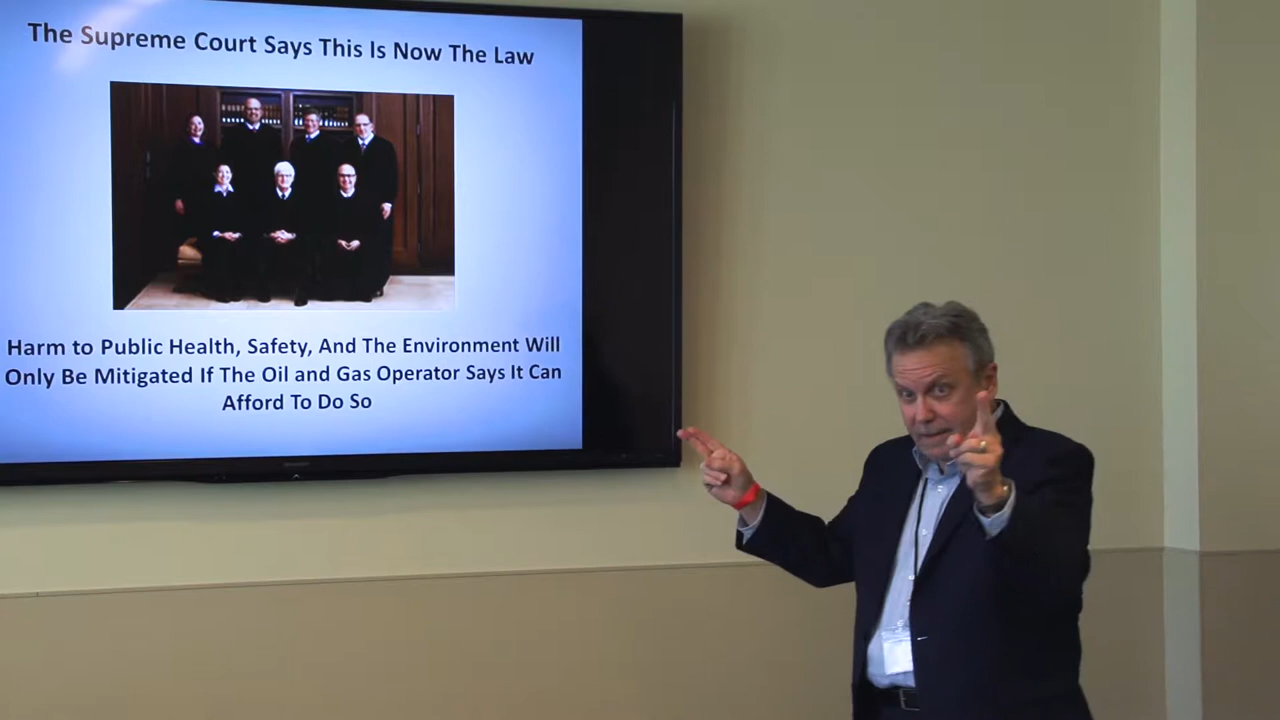 The Supreme Court Says This Is Now The Law
Harm to Public Health, Safety, And The Environment Will
Only Be Mitigated If The Oil and Gas Operator Says It Can
Afford To Do So